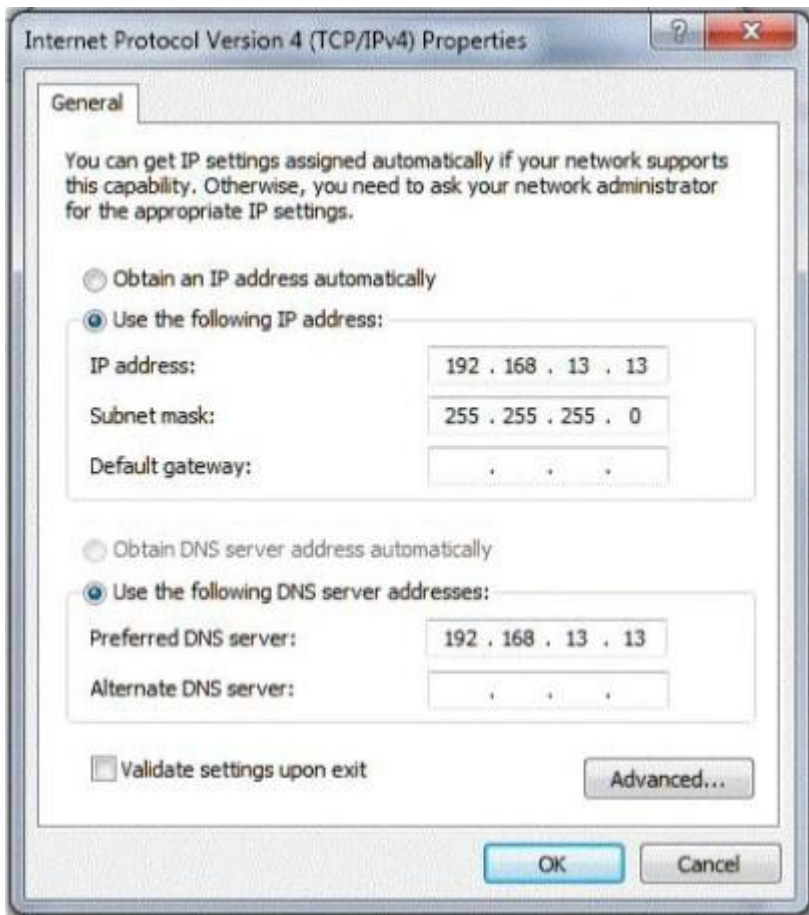 Internet Protocol Version 4 (TCP/IPv4) Properties
General
You can get IP settings assigned automatically if your network supports
this capability. Otherwise, you need to ask your network administrator
for the appropriate IP settings.
Obtain an IP address automatically
Use the following IP address:
IP address: 192 . 168 . 13 . 13
Subnet mask: 255 . 255 . 255 . 0
Default gateway: . . .
Obtain DNS server address automatically
Use the following DNS server addresses:
Preferred DNS server: 192 . 168 . 13 . 13
Alternate DNS server: . . .
Validate settings upon exit
Advanced...
OK Cancel